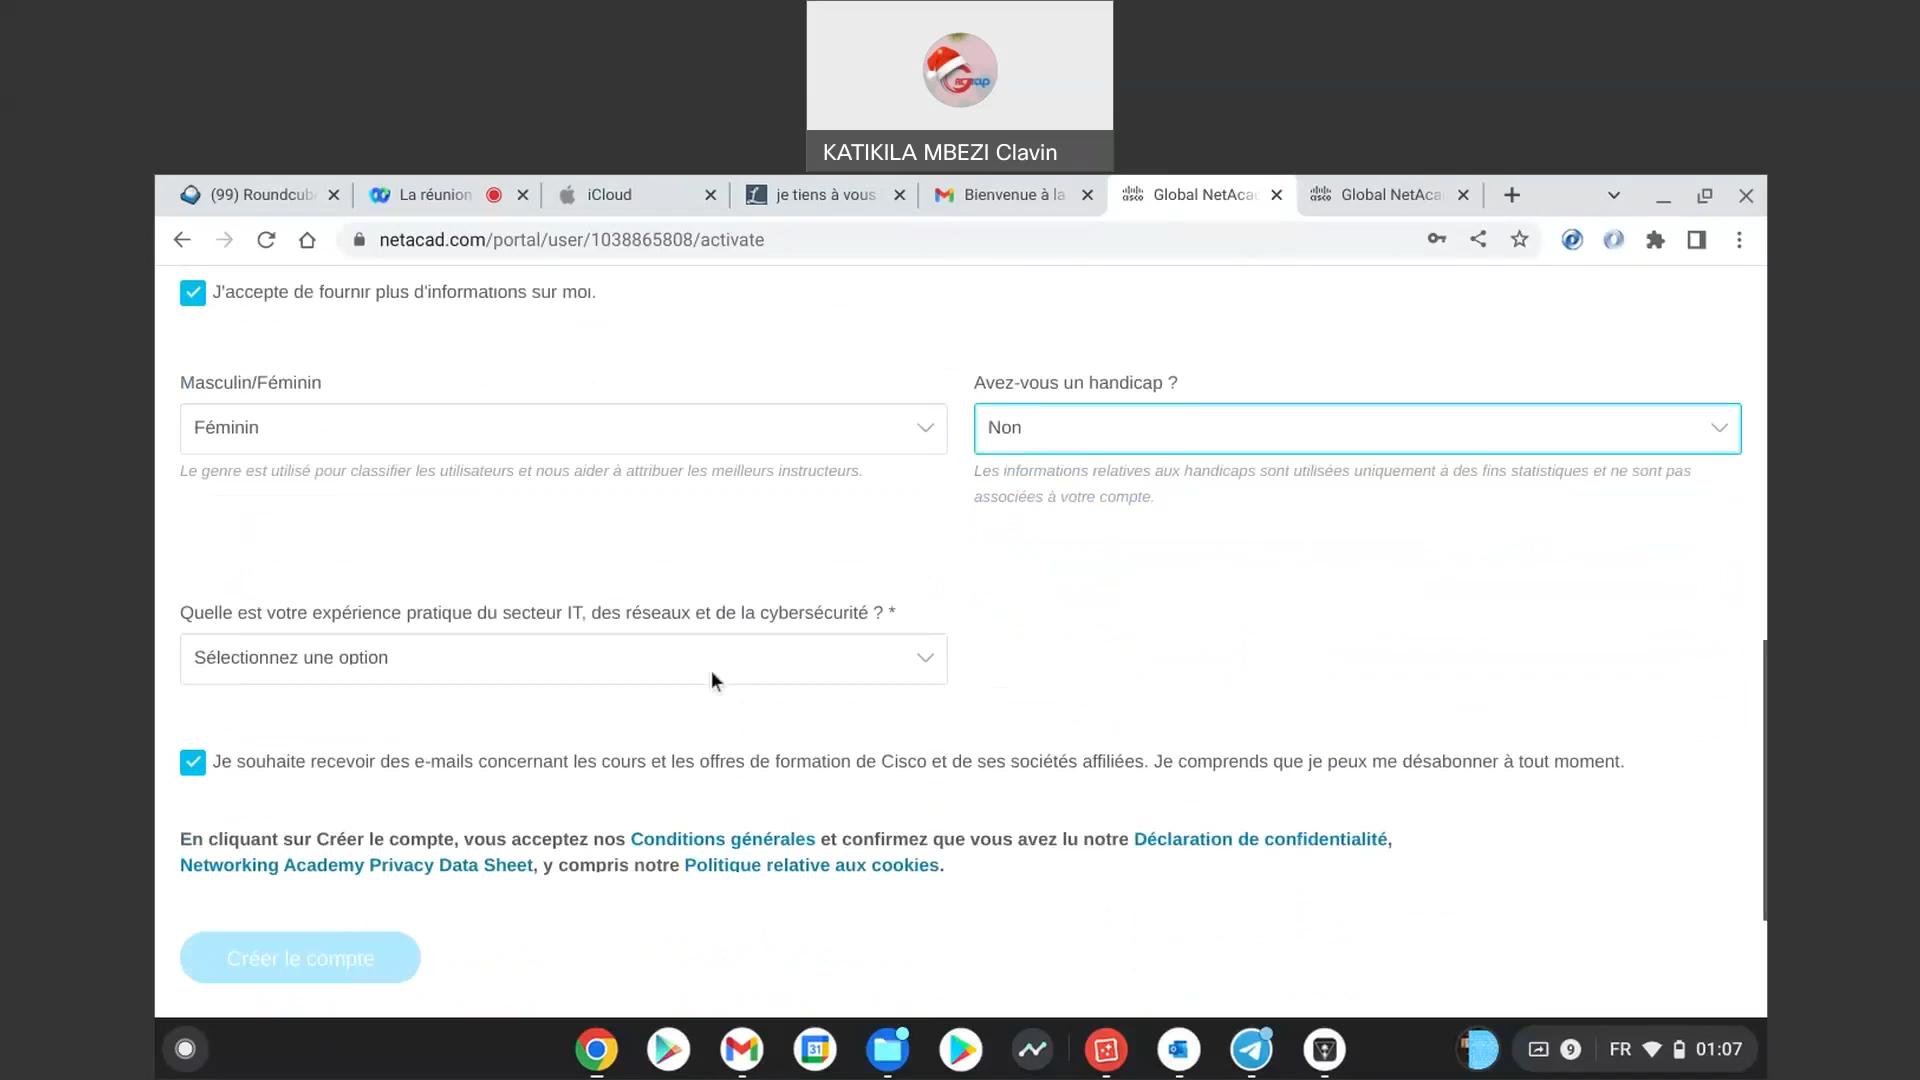 KATIKILA MBEZI Clavin
(99) Roundcub
La réunion
iCloud
je tiens à vous
Bienvenue à la
Global NetAca
Global NetAca
netacad.com/portal/user/1038865808/activate
J'accepte de fournir plus d'informations sur moi.
Masculin/Féminin
Avez-vous un handicap ?
Féminin
Non
Le genre est utilisé pour classifier les utilisateurs et nous aider à attribuer les meilleurs instructeurs.
Les informations relatives aux handicaps sont utilisées uniquement à des fins statistiques et ne sont pas
associées à votre compte.
Quelle est votre expérience pratique du secteur IT, des réseaux et de la cybersécurité ? *
Sélectionnez une option
Je souhaite recevoir des e-mails concernant les cours et les offres de formation de Cisco et de ses sociétés affiliées. Je comprends que je peux me désabonner à tout moment.
En cliquant sur Créer le compte, vous acceptez nos Conditions générales et confirmez que vous avez lu notre Déclaration de confidentialité,
Networking Academy Privacy Data Sheet, y compris notre Politique relative aux cookies.
Créer le compte
31
9
FR
01:07